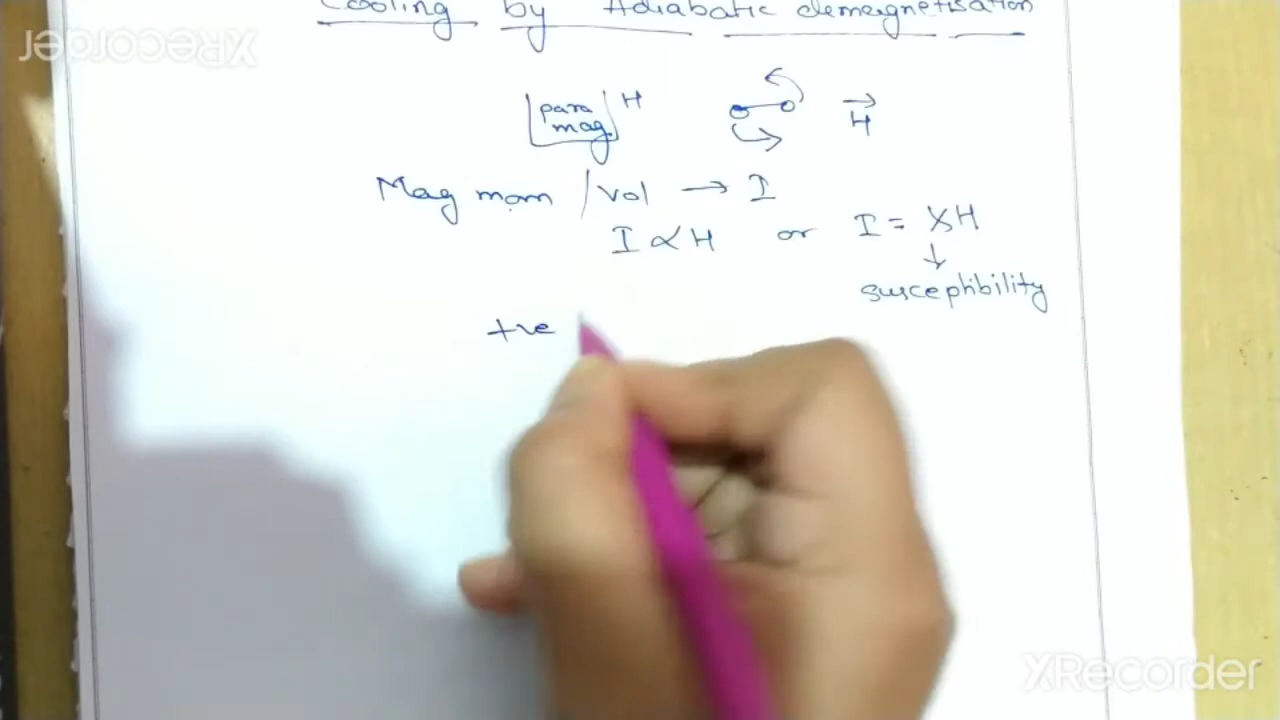 XRecorder
Cooling by Adiabatic demagnetisation
para H
mag.
H
Mag mom / vol → I
I ∝ H or I = χH
↓
susceptibility
+ve
XRecorder